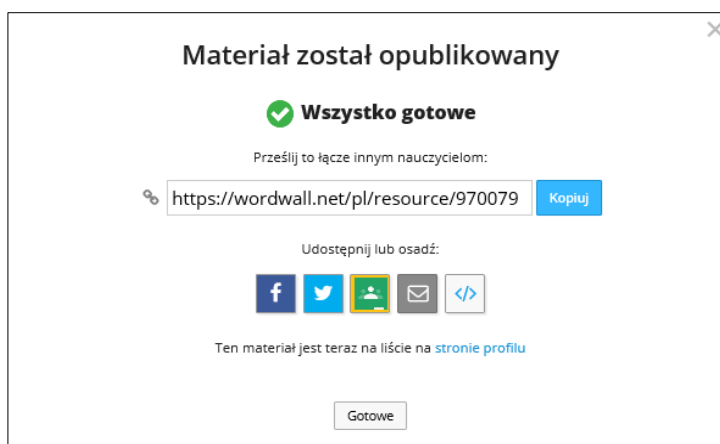 Materiał został opublikowany
Wszystko gotowe
Prześlij to łącze innym nauczycielom:
https://wordwall.net/pl/resource/970079
Kopiuj
Udostępnij lub osadź:
Ten materiał jest teraz na liście na stronie profilu
Gotowe